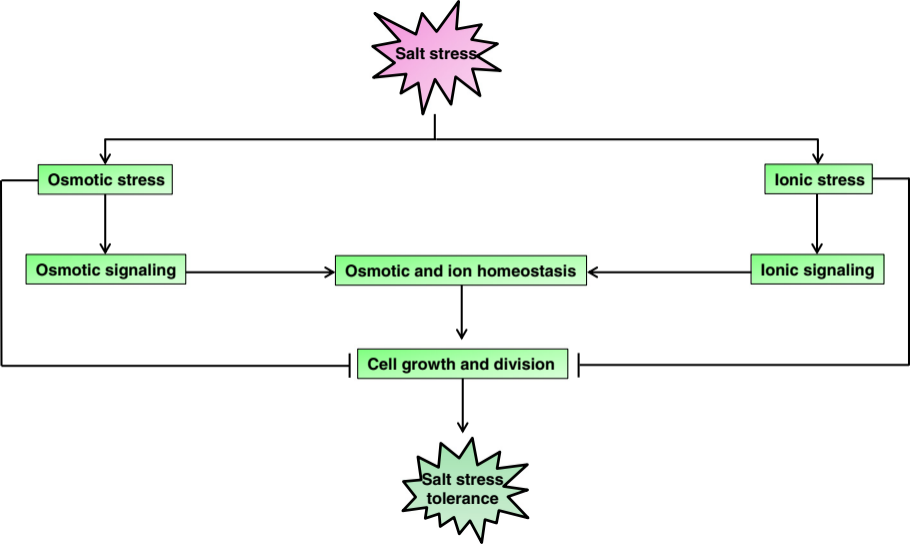 Salt stress
Osmotic stress
Ionic stress
Osmotic signaling
Osmotic and ion homeostasis
Ionic signaling
Cell growth and division
Salt stress
tolerance